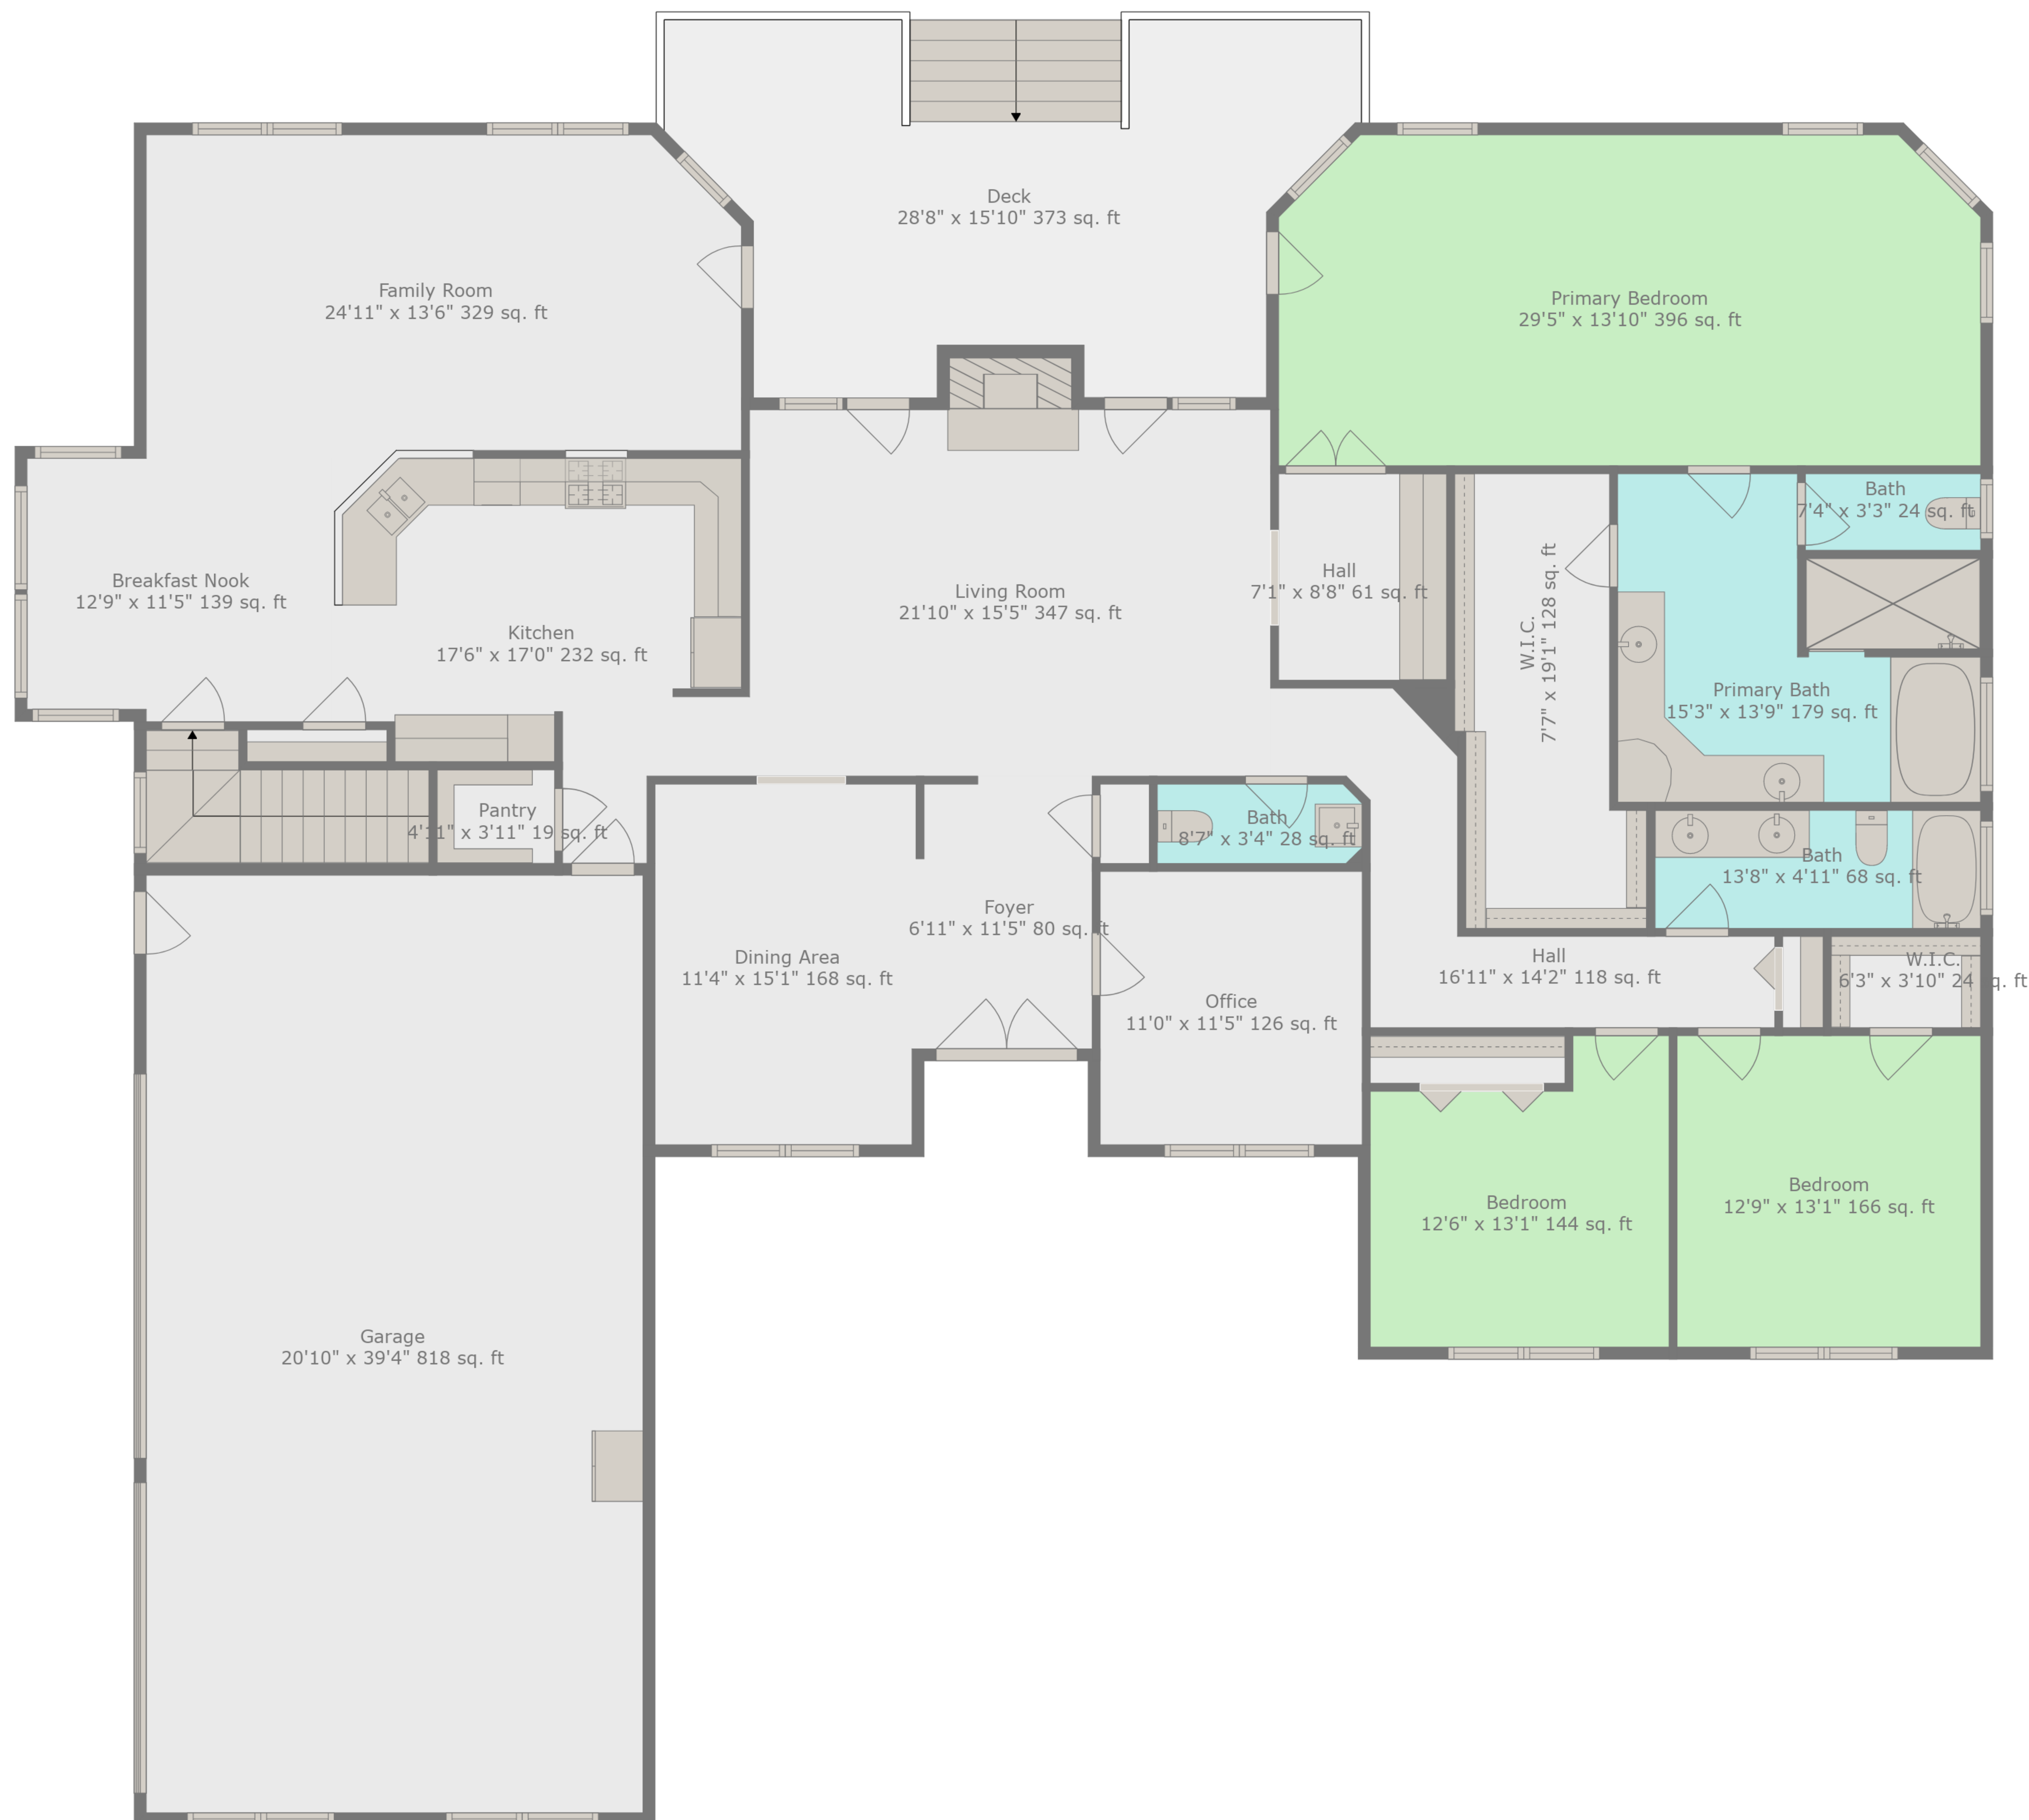 Deck
28'8" x 15'10" 373 sq. ft
Family Room
24'11" x 13'6" 329 sq. ft
Primary Bedroom
29'5" x 13'10" 396 sq. ft
Bath
7'4" x 3'3" 24 sq. ft
Breakfast Nook
12'9" x 11'5" 139 sq. ft
Kitchen
17'6" x 17'0" 232 sq. ft
Living Room
21'10" x 15'5" 347 sq. ft
Hall
7'1" x 8'8" 61 sq. ft
W.I.C.
7'7" x 19'1" 128 sq. ft
Primary Bath
15'3" x 13'9" 179 sq. ft
Pantry
4'11" x 3'11" 19 sq. ft
Bath
8'7" x 3'4" 28 sq. ft
Bath
13'8" x 4'11" 68 sq. ft
Foyer
6'11" x 11'5" 80 sq. ft
Dining Area
11'4" x 15'1" 168 sq. ft
Office
11'0" x 11'5" 126 sq. ft
Hall
16'11" x 14'2" 118 sq. ft
W.I.C.
6'3" x 3'10" 24 sq. ft
Bedroom
12'6" x 13'1" 144 sq. ft
Bedroom
12'9" x 13'1" 166 sq. ft
Garage
20'10" x 39'4" 818 sq. ft